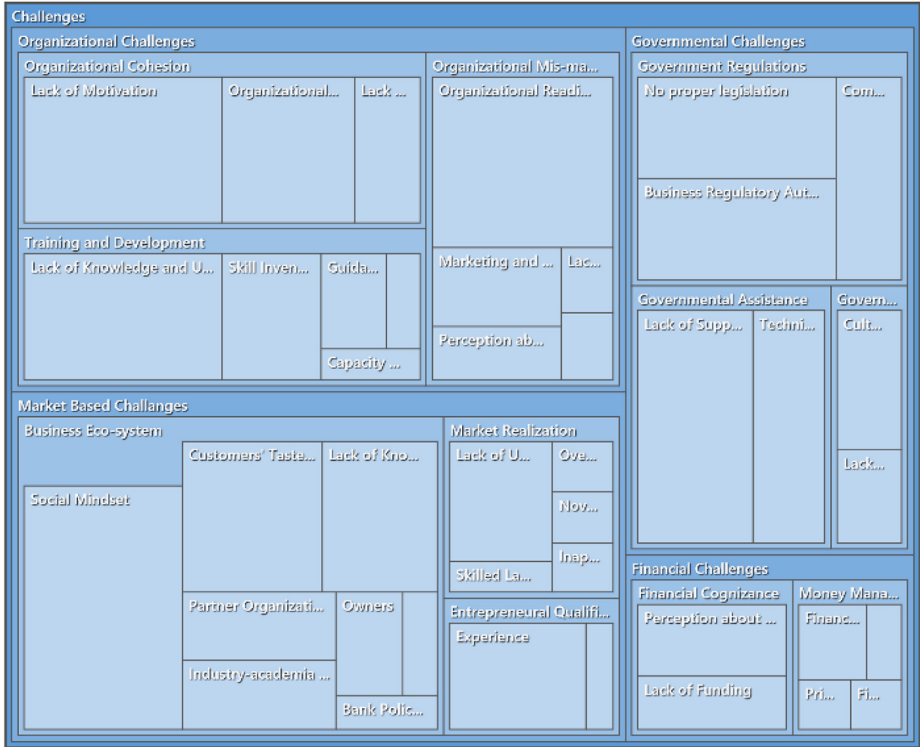 Challenges
Organizational Challenges
Organizational Cohesion
Lack of Motivation
Organizational...
Lack ...
Organizational Mis-ma...
Organizational Readi...
Marketing and ...
Lac...
Perception ab...
Training and Development
Lack of Knowledge and U...
Skill Inven...
Guida...
Capacity ...
Market Based Challanges
Business Eco-system
Social Mindset
Customers' Taste...
Lack of Kno...
Partner Organizati...
Owners
Industry-academia ...
Bank Polic...
Market Realization
Lack of U...
Ove...
Nov...
Inap...
Skilled La...
Entrepreneural Qualifi...
Experience
Governmental Challenges
Government Regulations
No proper legislation
Com...
Business Regulatory Aut...
Governmental Assistance
Lack of Supp...
Techni...
Govern...
Cult...
Lack...
Financial Challenges
Financial Cognizance
Perception about ...
Lack of Funding
Money Mana...
Financ...
Pri...
Fi...